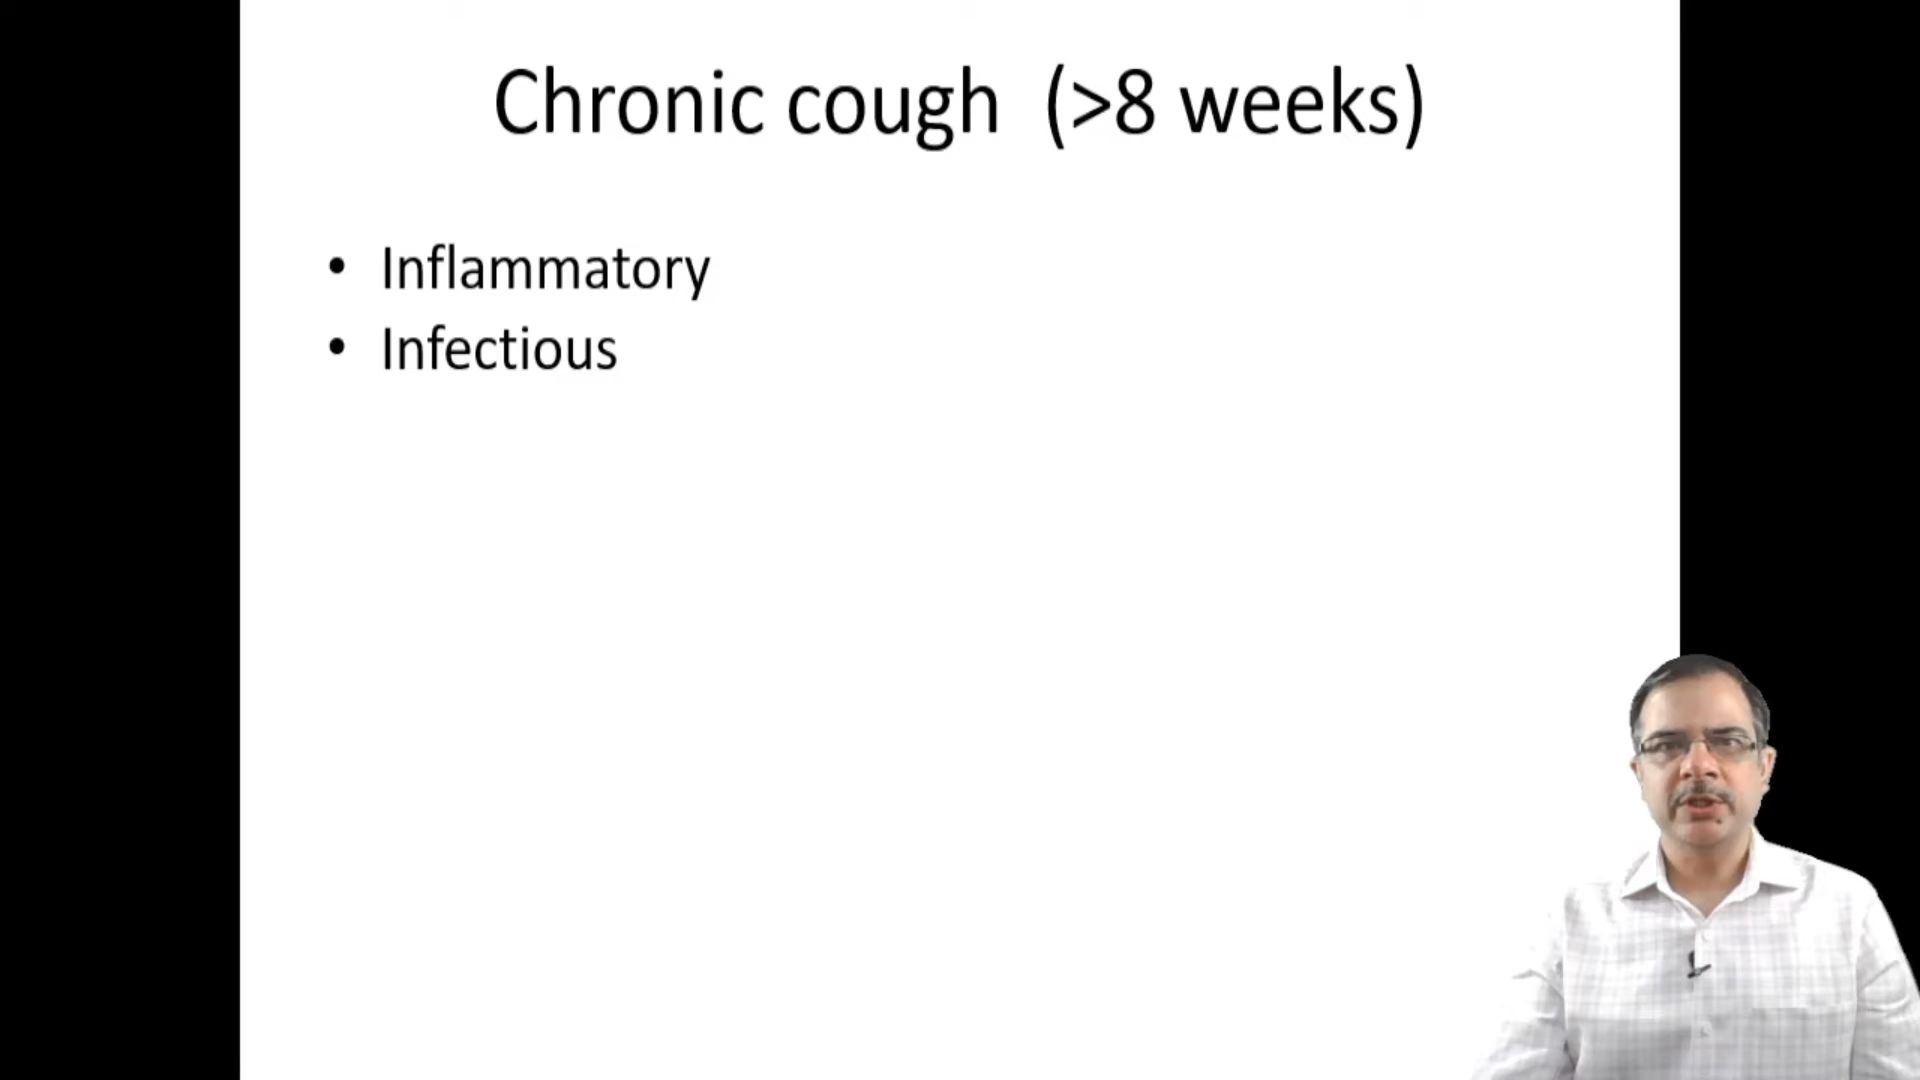 Chronic cough (>8 weeks)
• Inflammatory
• Infectious